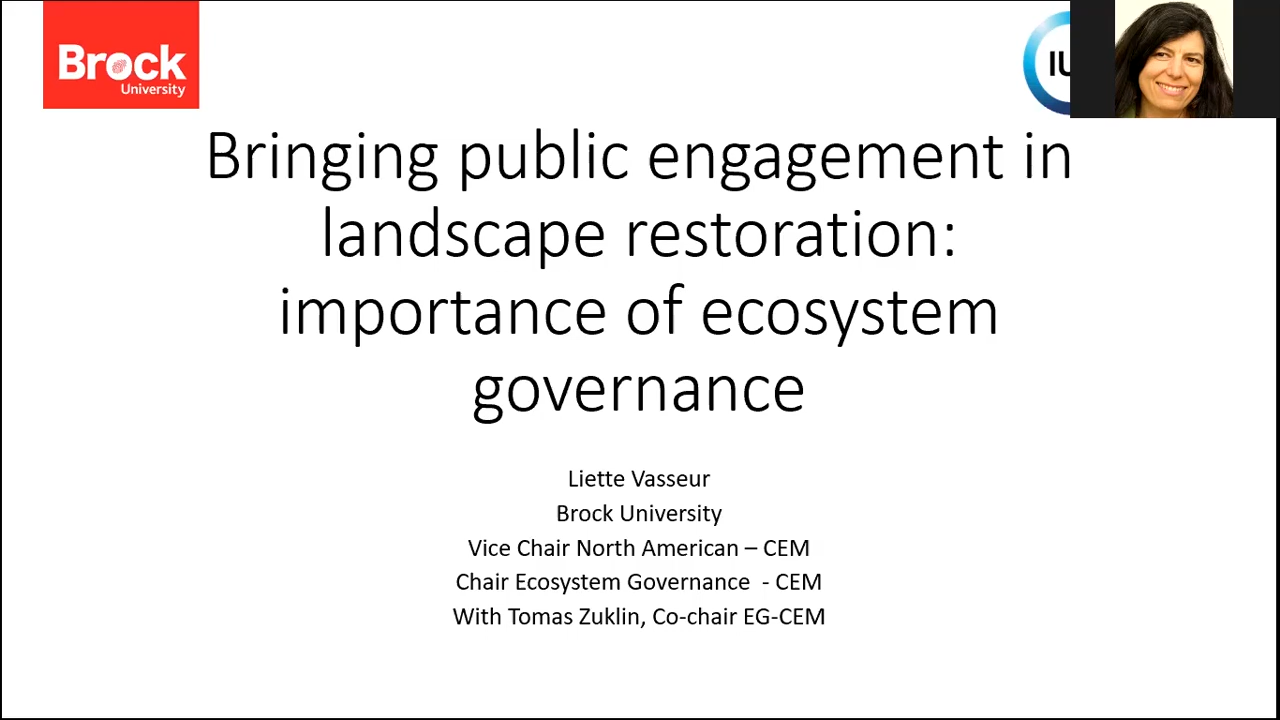 Brock
University
IU
Bringing public engagement in
landscape restoration:
importance of ecosystem
governance
Liette Vasseur
Brock University
Vice Chair North American – CEM
Chair Ecosystem Governance - CEM
With Tomas Zuklin, Co-chair EG-CEM